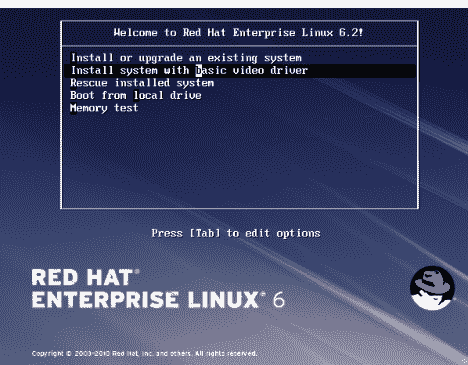 Welcome to Red Hat Enterprise Linux 6.2!
Install or upgrade an existing system
Install system with basic video driver
Rescue installed system
Boot from local drive
Memory test
Press [Tab] to edit options
RED HAT®
ENTERPRISE LINUX® 6
Copyright © 2003-2010 Red Hat, Inc. and others. All rights reserved.